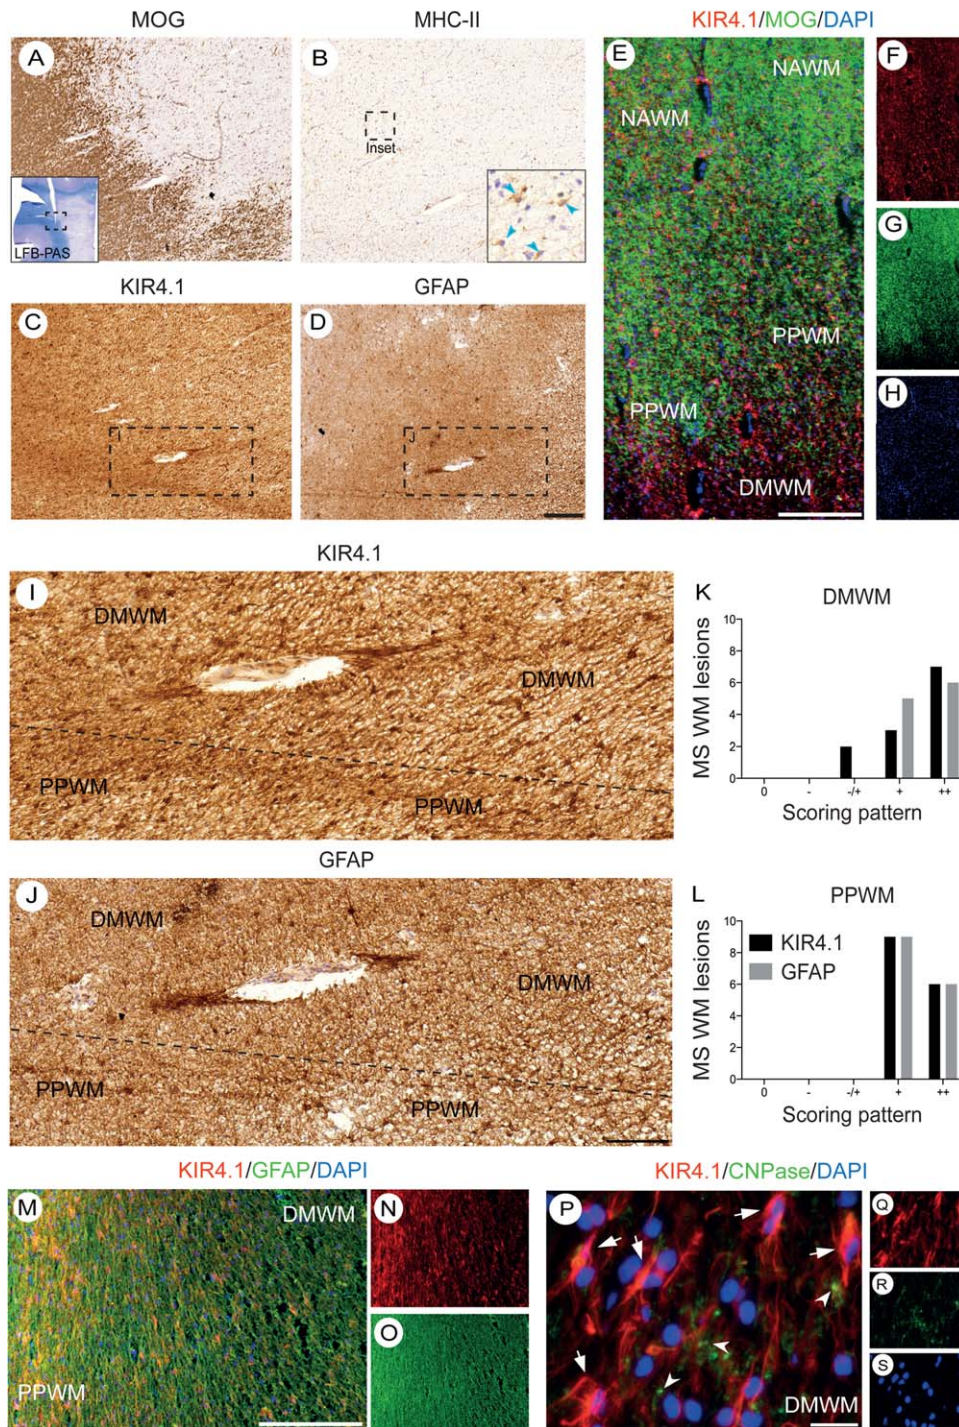 MOG
MHC-II
KIR4.1/MOG/DAPI
A
LFB-PAS
B
Inset
E
NAWM
NAWM
PPWM
PPWM
DMWM
F
G
H
KIR4.1
GFAP
C
I
D
J
KIR4.1
I
DMWM
DMWM
PPWM
PPWM
K
DMWM
MS WM lesions
10
8
6
4
2
0
0 - -/+ + ++
Scoring pattern
GFAP
J
DMWM
DMWM
PPWM
PPWM
L
PPWM
KIR4.1
GFAP
MS WM lesions
10
8
6
4
2
0
0 - -/+ + ++
Scoring pattern
KIR4.1/GFAP/DAPI
M
DMWM
PPWM
N
O
KIR4.1/CNPase/DAPI
P
DMWM
Q
R
S